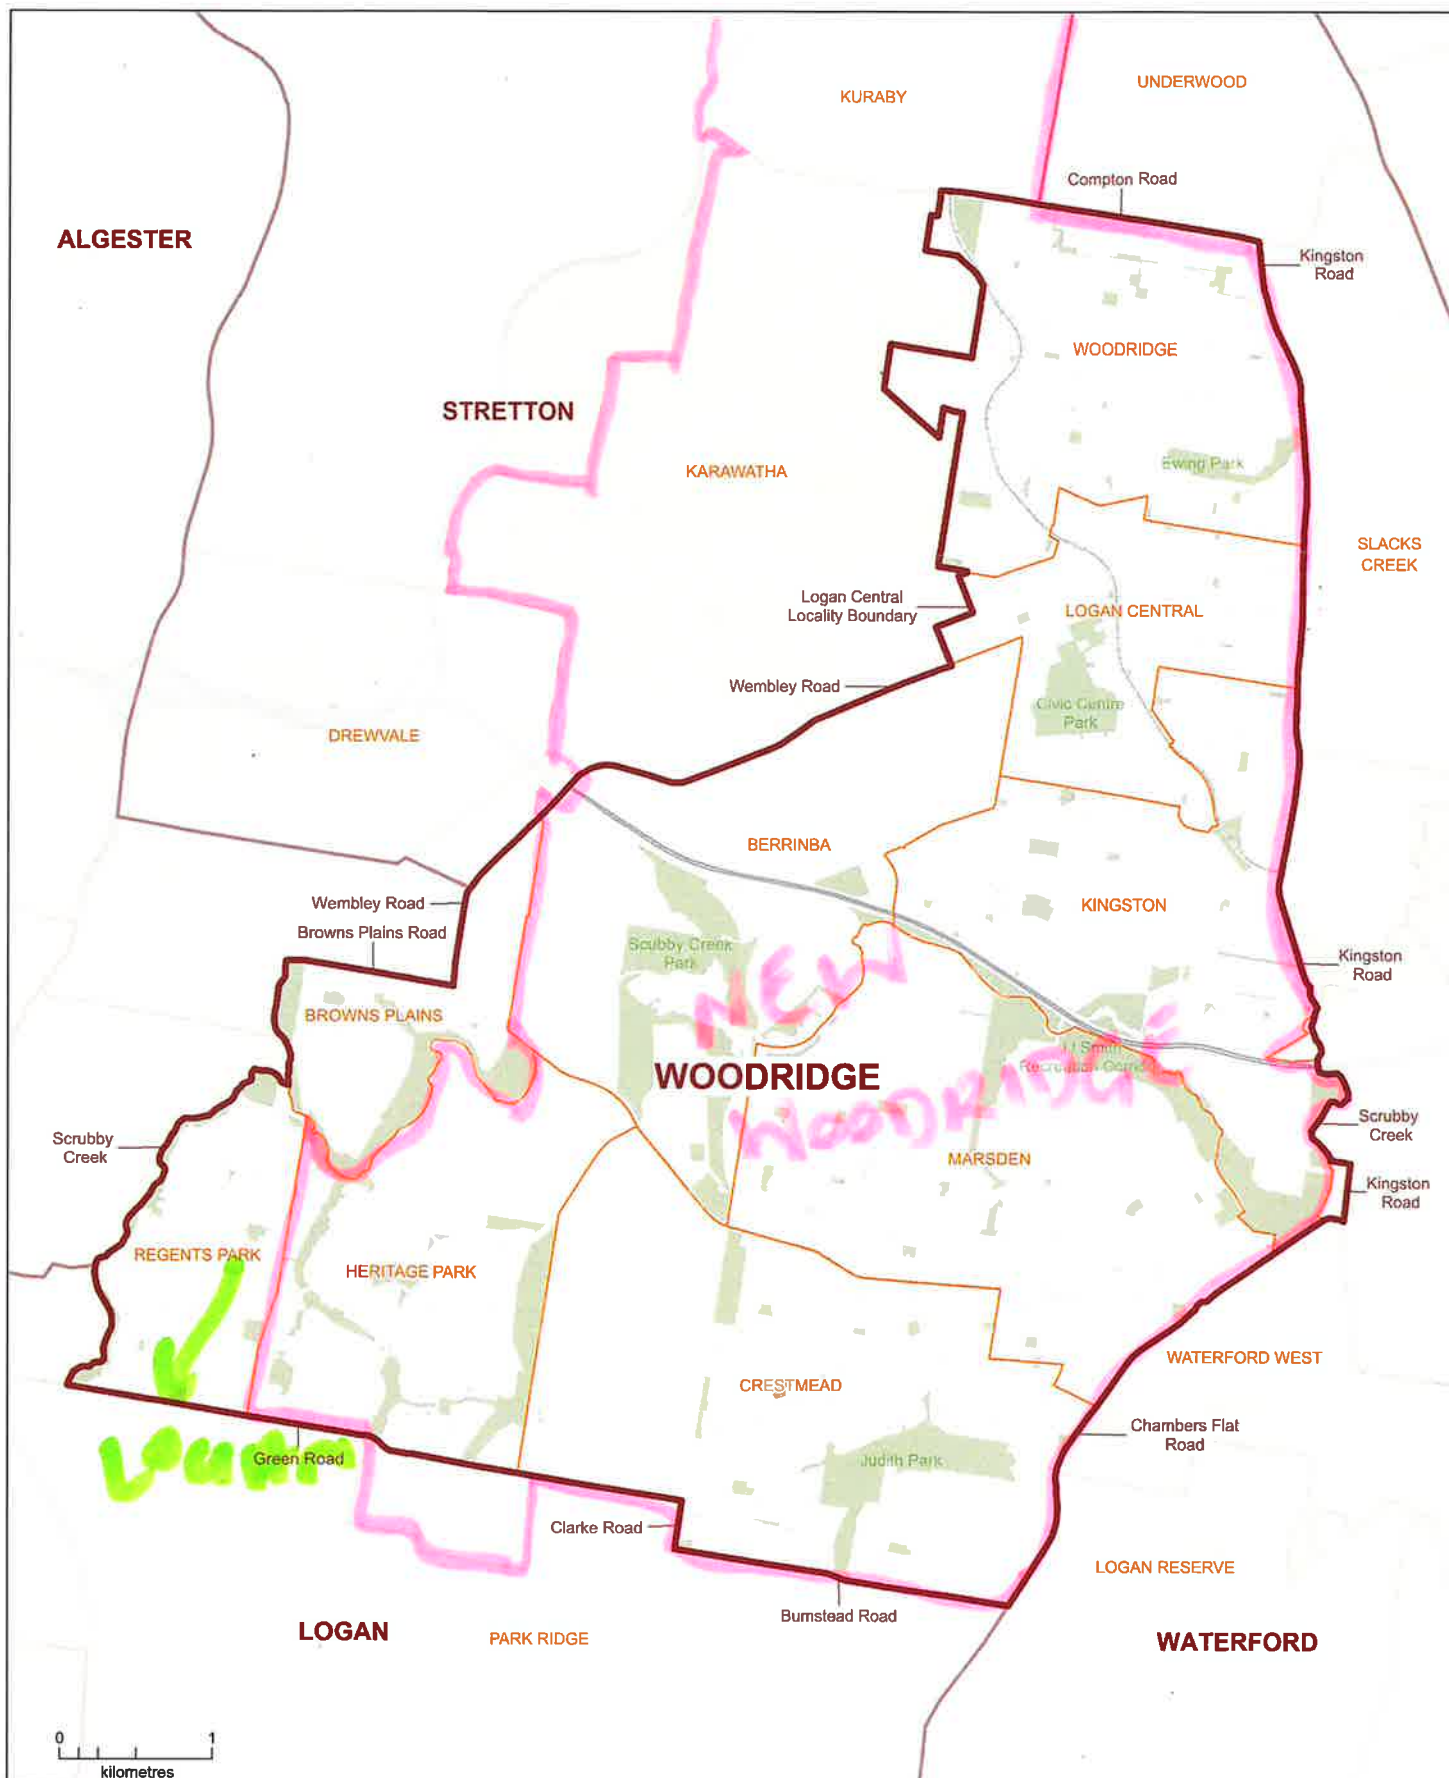 KURABY
UNDERWOOD
Compton Road
ALGESTER
Kingston
Road
WOODRIDGE
STRETTON
KARAWATHA
Ewing Park
SLACKS
CREEK
Logan Central
Locality Boundary
LOGAN CENTRAL
Wembley Road
Civic Centre
Park
DREWVALE
BERRINBA
Wembley Road
KINGSTON
Browns Plains Road
Scubby Creek
Park
NEW
Kingston
Road
BROWNS PLAINS
WOODRIDGE
WOODRIDGE
Smith
Recreation
Scrubby
Creek
Scrubby
Creek
MARSDEN
Kingston
Road
REGENTS PARK
HERITAGE PARK
WATERFORD WEST
CRESTMEAD
Chambers Flat
Road
LOGAN
Green Road
Judith Park
Clarke Road
LOGAN RESERVE
Bumstead Road
LOGAN
PARK RIDGE
WATERFORD
0 1
kilometres